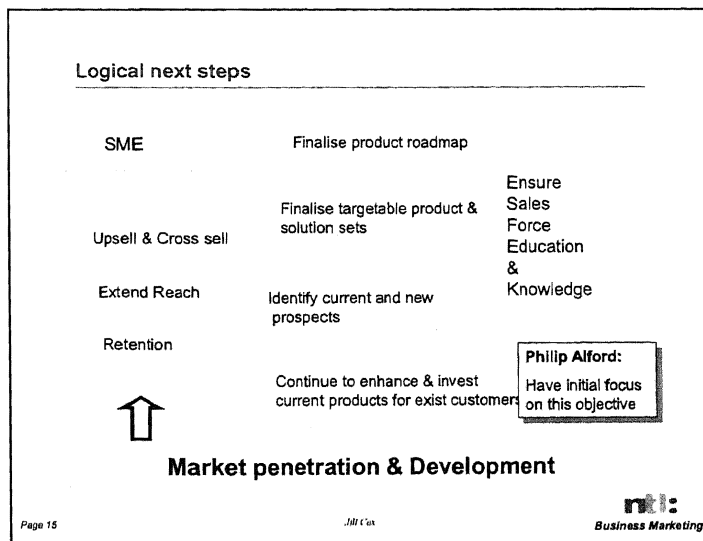 Logical next steps
SME
Finalise product roadmap
Upsell & Cross sell
Finalise targetable product &
solution sets
Ensure
Sales
Force
Education
&
Knowledge
Extend Reach
Identify current and new
prospects
Retention
Continue to enhance & invest
current products for exist customers
Philip Alford:
Have initial focus
on this objective
Market penetration & Development
Page 15
Jill Cox
ntl:
Business Marketing